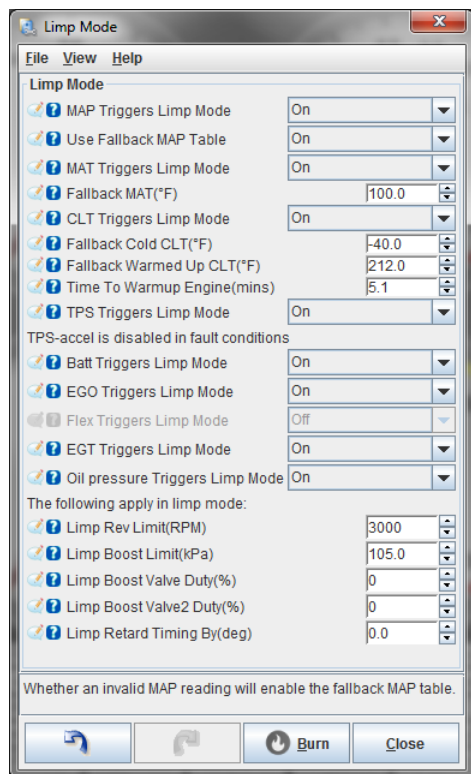 Limp Mode
File View Help
Limp Mode
MAP Triggers Limp Mode On
Use Fallback MAP Table On
MAT Triggers Limp Mode On
Fallback MAT(°F) 100.0
CLT Triggers Limp Mode On
Fallback Cold CLT(°F) -40.0
Fallback Warmed Up CLT(°F) 212.0
Time To Warmup Engine(mins) 5.1
TPS Triggers Limp Mode On
TPS-accel is disabled in fault conditions
Batt Triggers Limp Mode On
EGO Triggers Limp Mode On
Flex Triggers Limp Mode Off
EGT Triggers Limp Mode On
Oil pressure Triggers Limp Mode On
The following apply in limp mode:
Limp Rev Limit(RPM) 3000
Limp Boost Limit(kPa) 105.0
Limp Boost Valve Duty(%) 0
Limp Boost Valve2 Duty(%) 0
Limp Retard Timing By(deg) 0.0
Whether an invalid MAP reading will enable the fallback MAP table.
Burn Close